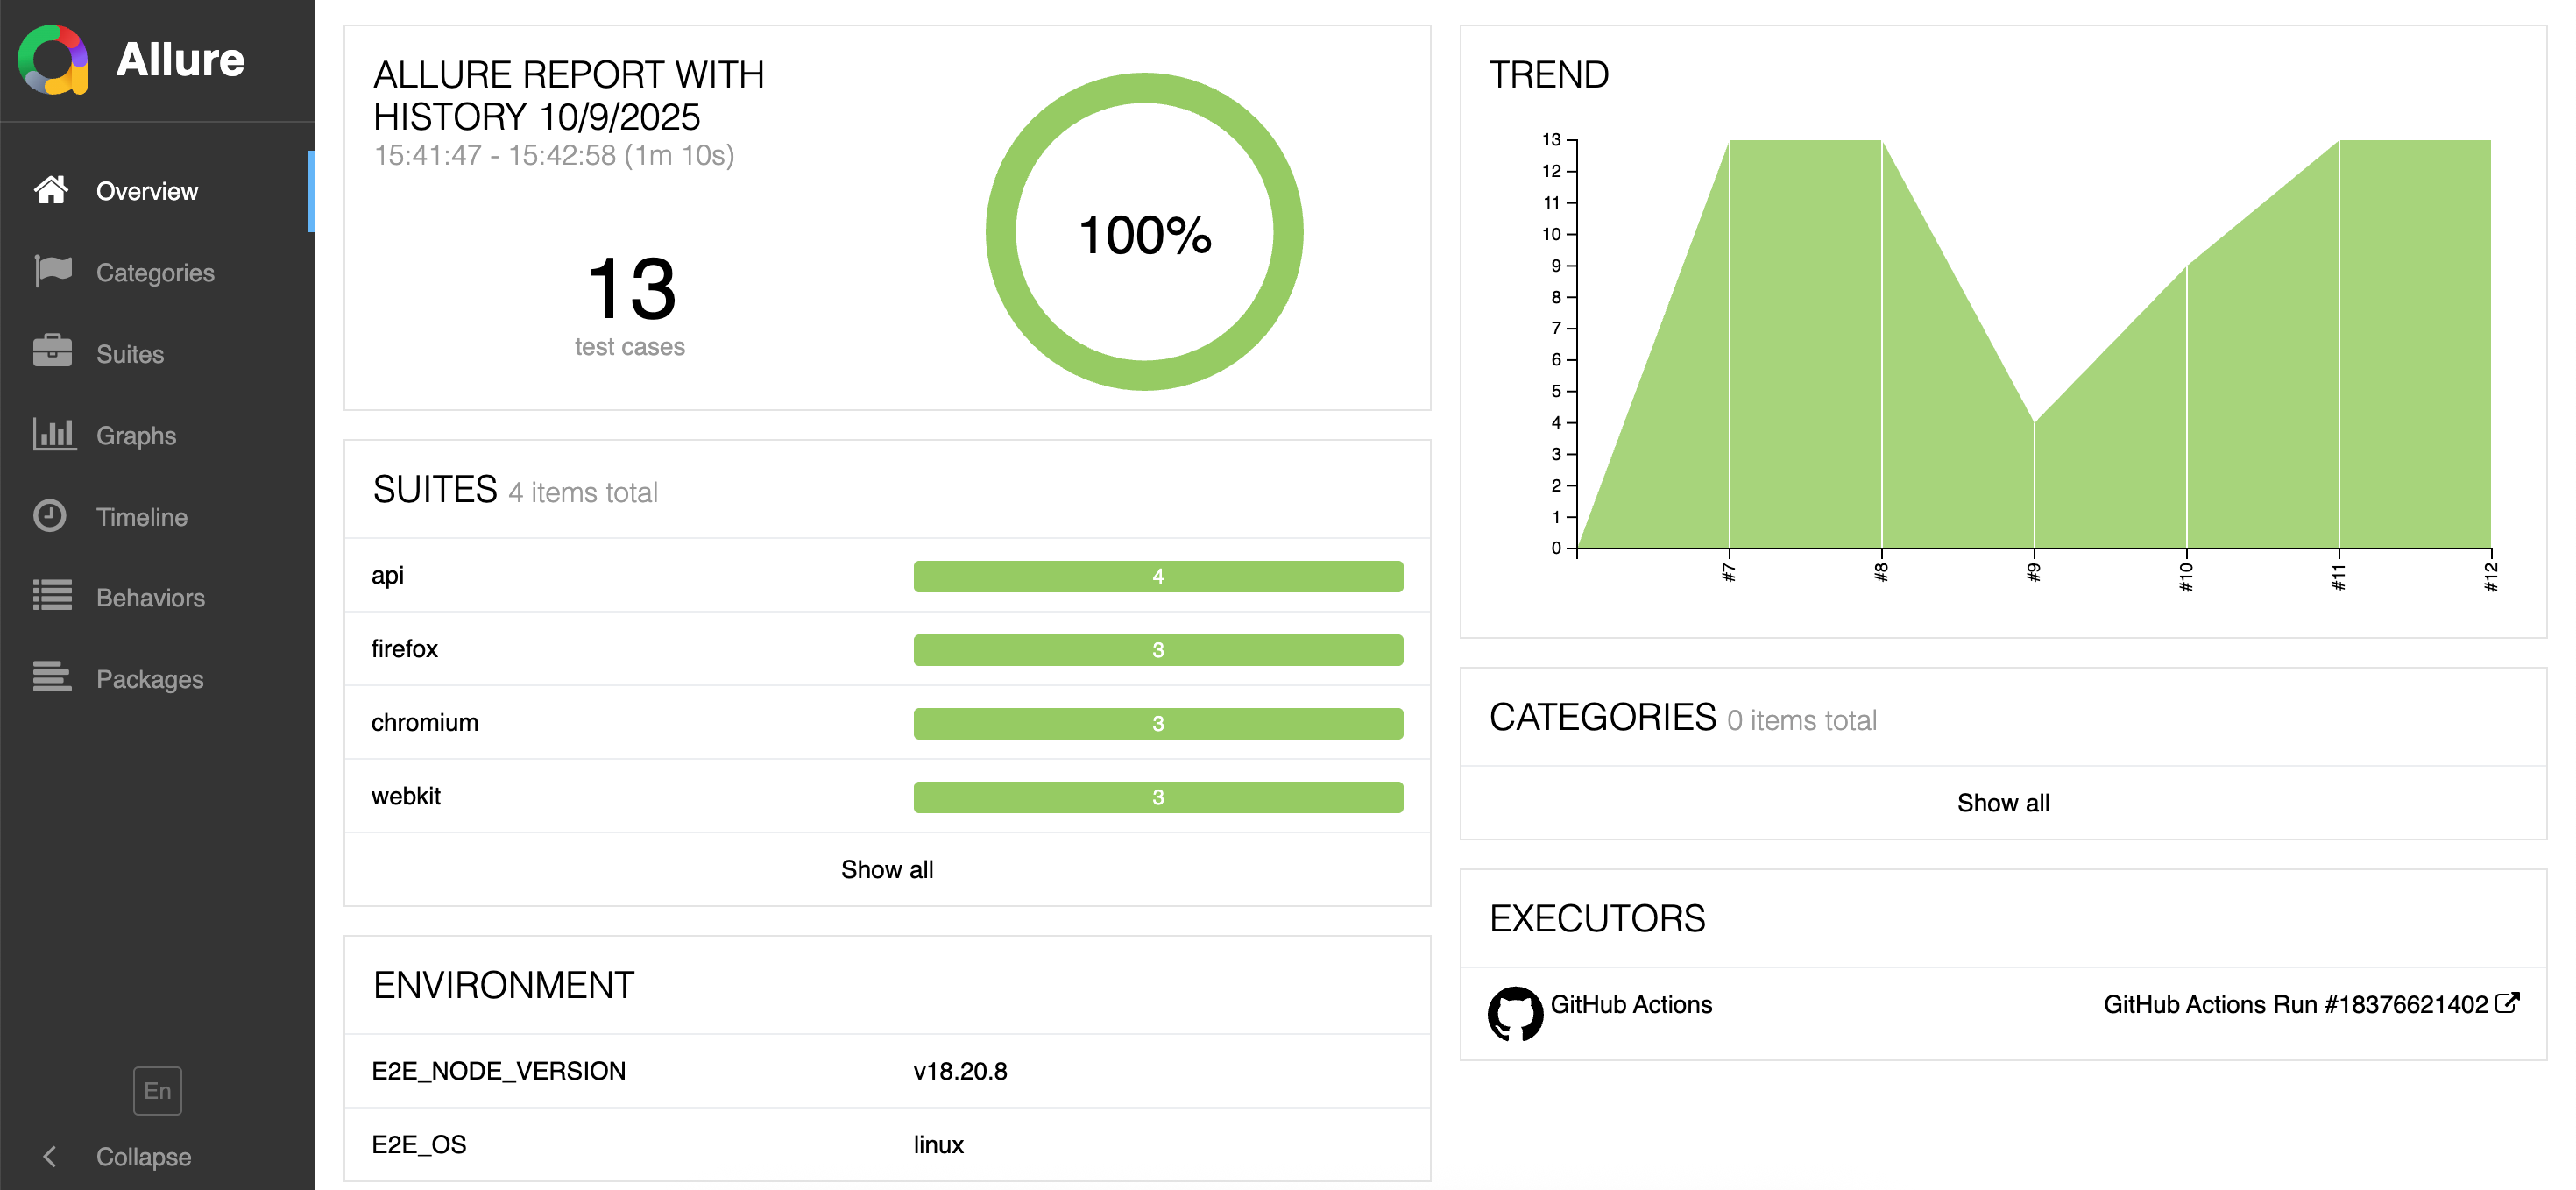 Allure
Overview
Categories
Suites
Graphs
Timeline
Behaviors
Packages
En
Collapse
ALLURE REPORT WITH
HISTORY 10/9/2025
15:41:47 - 15:42:58 (1m 10s)
13
test cases
100%
SUITES 4 items total
api 4
firefox 3
chromium 3
webkit 3
Show all
ENVIRONMENT
E2E_NODE_VERSION v18.20.8
E2E_OS linux
TREND
13
12
11
10
9
8
7
6
5
4
3
2
1
0
#7 #8 #9 #10 #11 #12
CATEGORIES 0 items total
Show all
EXECUTORS
GitHub Actions GitHub Actions Run #18376621402